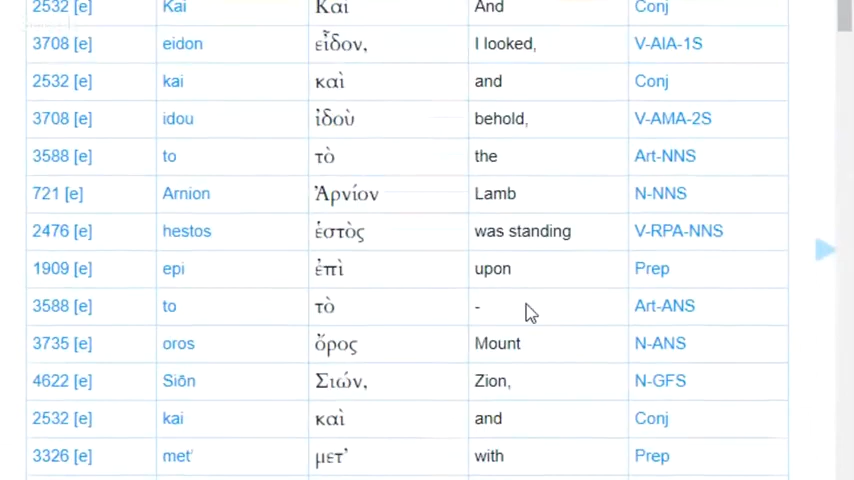 2532 [e] Kai Καὶ And Conj
3708 [e] eidon εἶδον, I looked, V-AIA-1S
2532 [e] kai καὶ and Conj
3708 [e] idou ἰδοὺ behold, V-AMA-2S
3588 [e] to τὸ the Art-NNS
721 [e] Arnion Ἀρνίον Lamb N-NNS
2476 [e] hestos ἑστὸς was standing V-RPA-NNS
1909 [e] epi ἐπὶ upon Prep
3588 [e] to τὸ - Art-ANS
3735 [e] oros ὄρος Mount N-ANS
4622 [e] Siōn Σιών, Zion, N-GFS
2532 [e] kai καὶ and Conj
3326 [e] met’ μετ’ with Prep